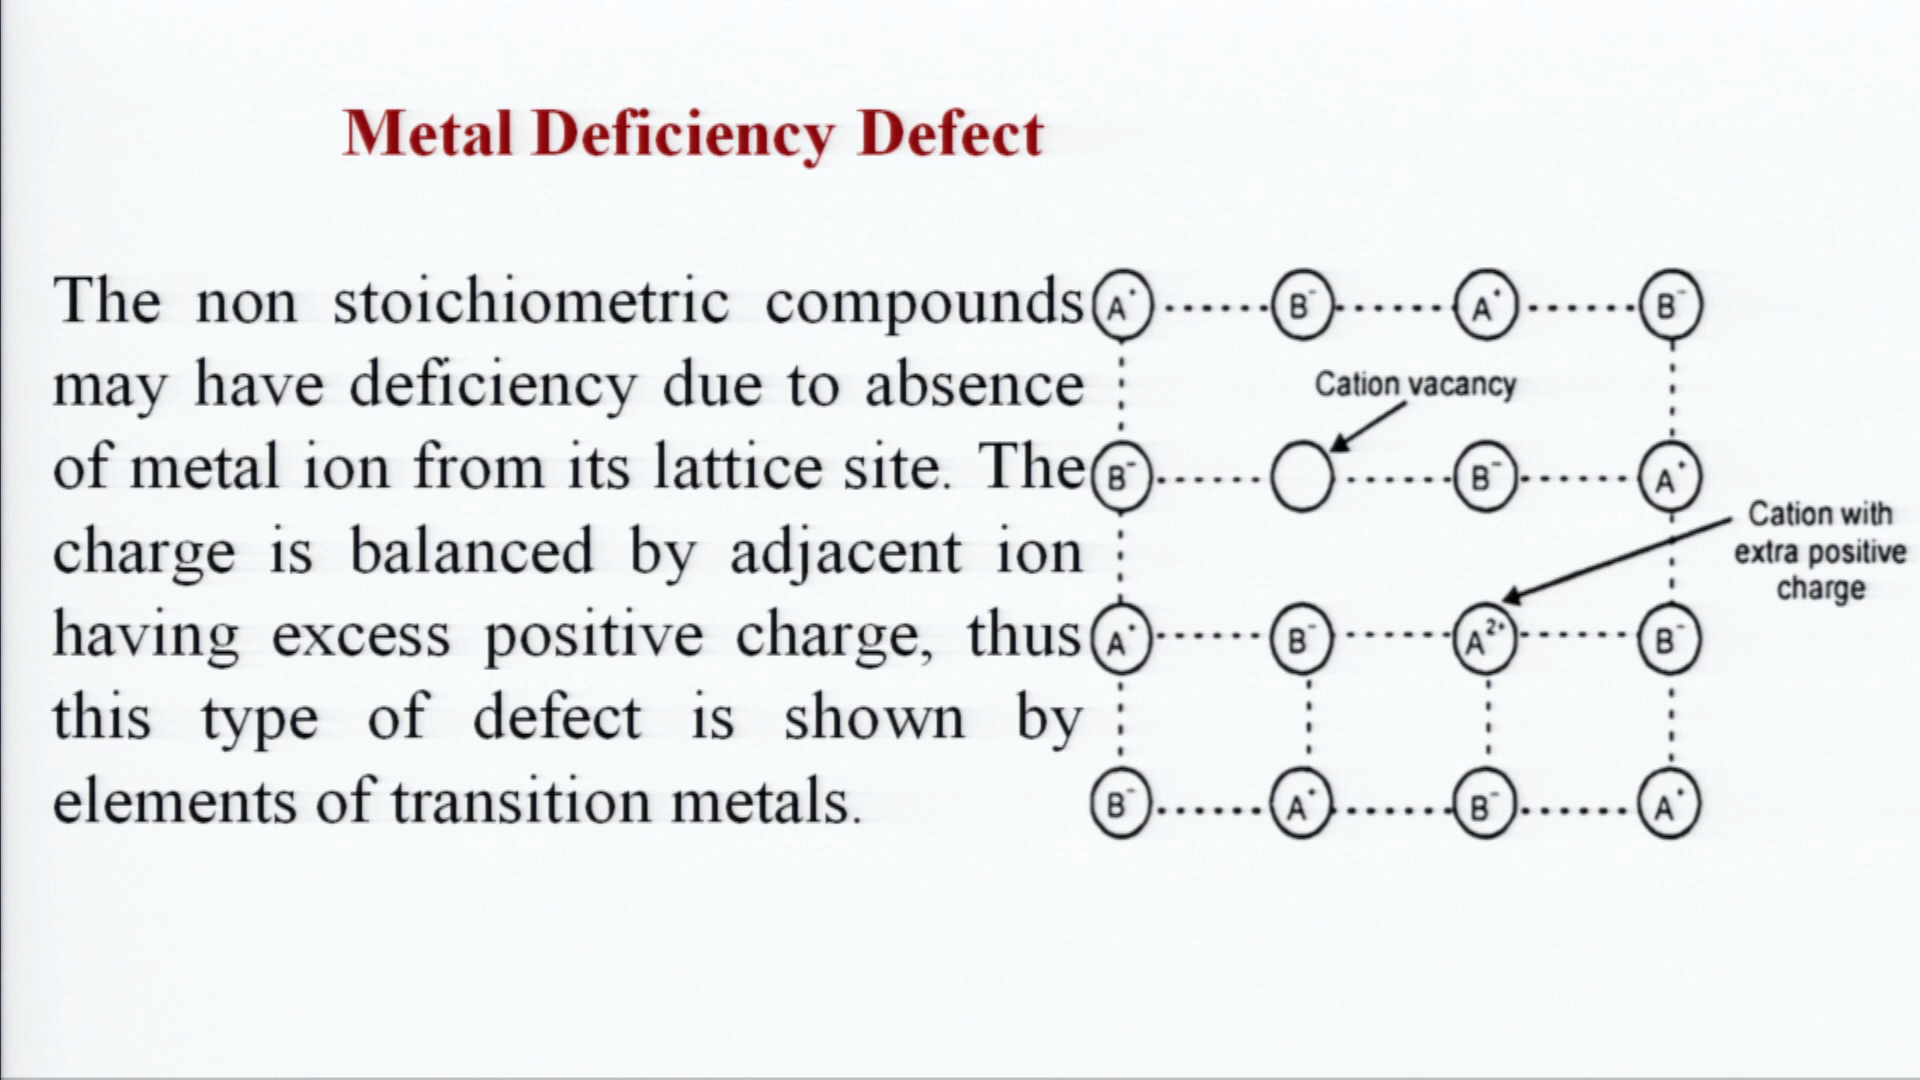 Metal Deficiency Defect
The non stoichiometric compounds
may have deficiency due to absence
of metal ion from its lattice site. The
charge is balanced by adjacent ion
having excess positive charge, thus
this type of defect is shown by
elements of transition metals.
A⁺ B⁻ A⁺ B⁻
Cation vacancy
B⁻ B⁻ A⁺
Cation with
extra positive
charge
A⁺ B⁻ A²⁺ B⁻
B⁻ A⁺ B⁻ A⁺